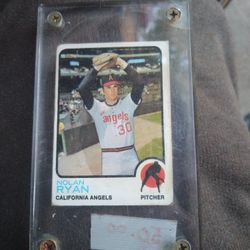 angels
30
NOLAN
RYAN
CALIFORNIA ANGELS
PITCHER